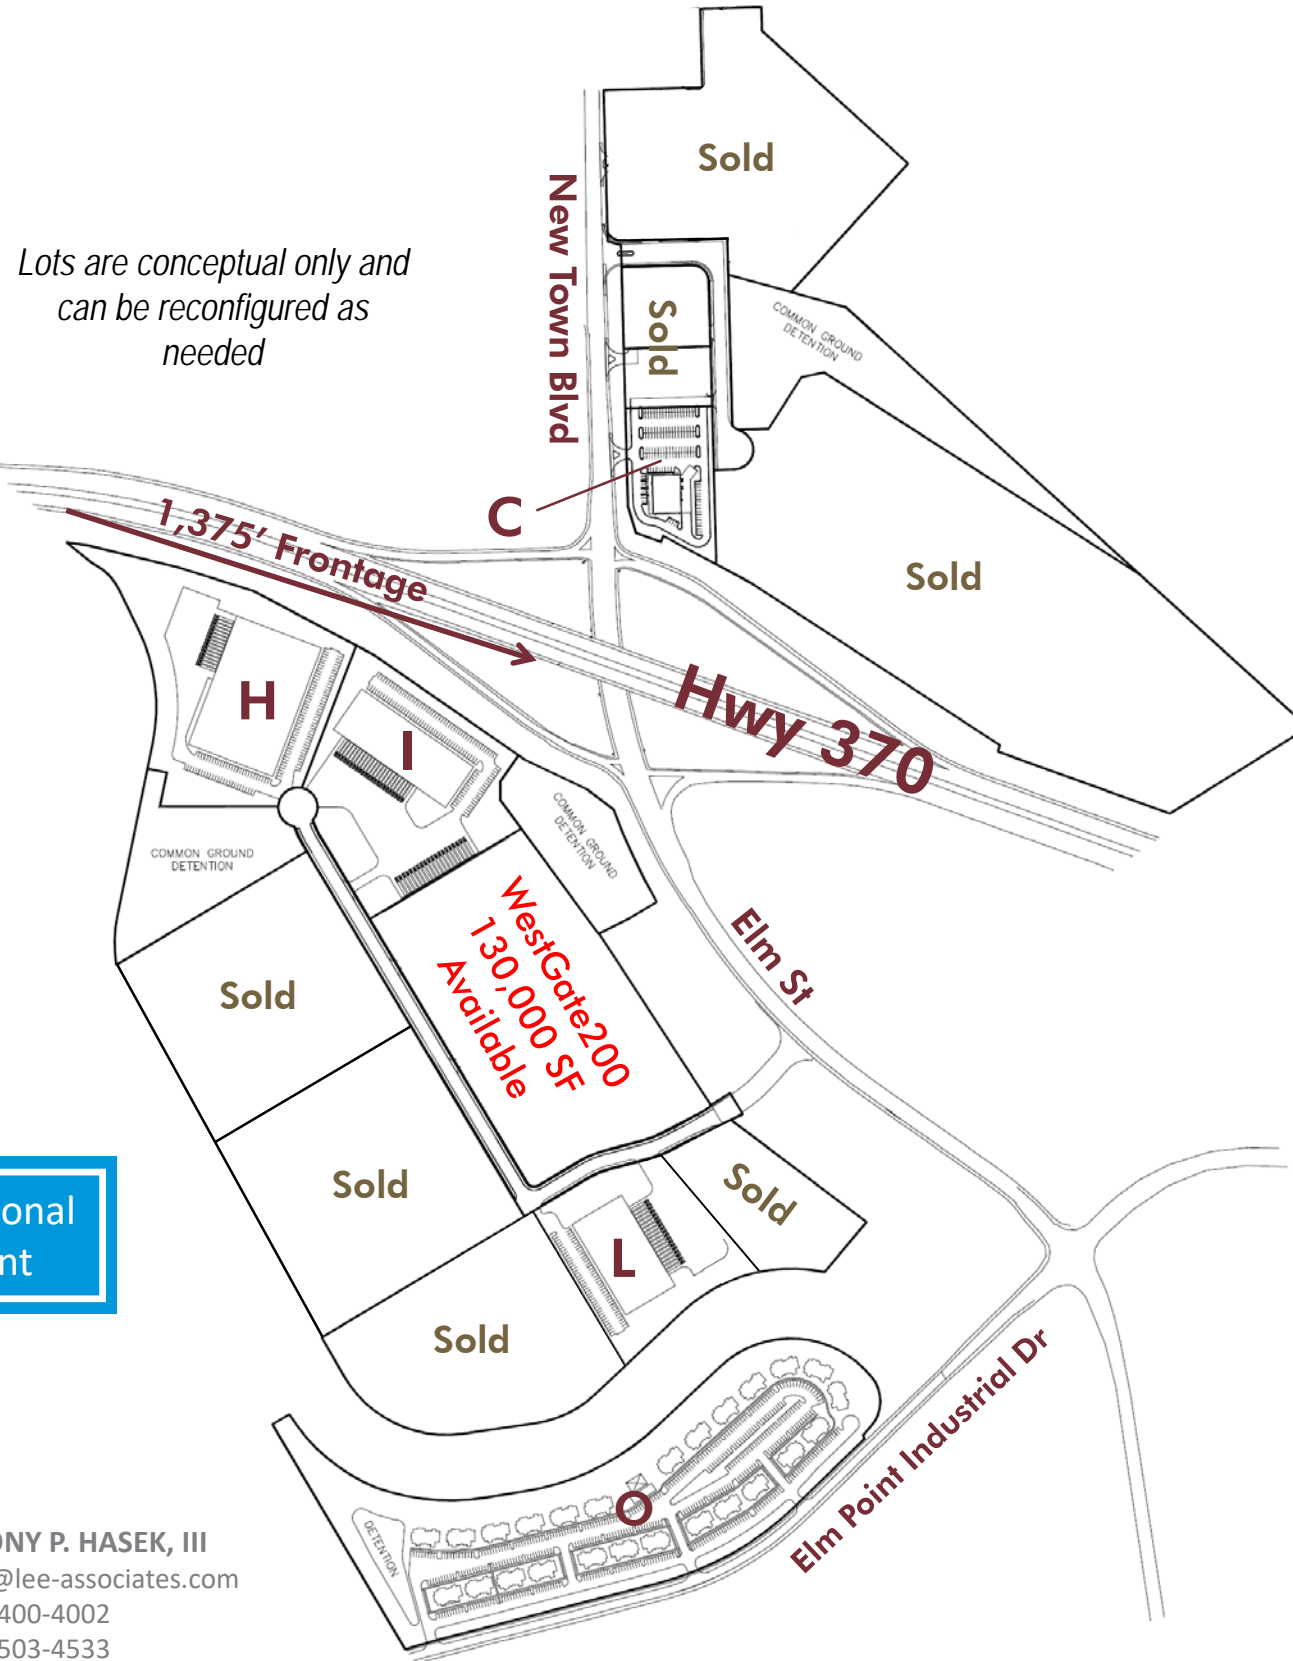 Sold
New Town Blvd
Lots are conceptual only and
can be reconfigured as
needed
Sold
COMMON GROUND
DETENTION
C
1,375’ Frontage
Sold
Hwy 370
H
I
COMMON GROUND
DETENTION
COMMON GROUND
DETENTION
WestGate200
130,000 SF
Available
Elm St
Sold
Sold
Sold
L
Sold
onal
nt
Elm Point Industrial Dr
O
DETENTION
ONY P. HASEK, III
@lee-associates.com
400-4002
503-4533